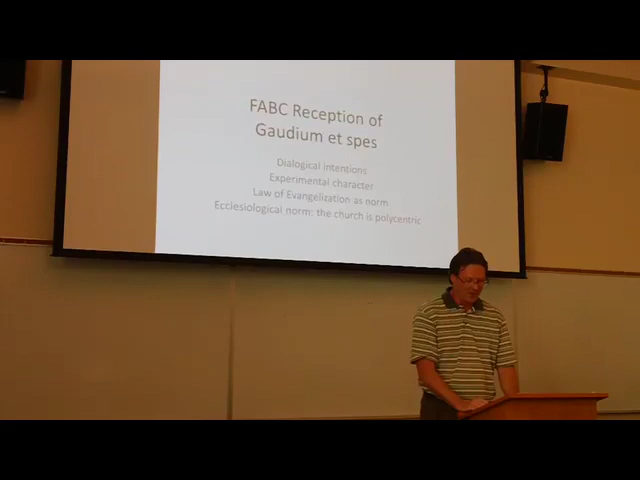 FABC Reception of
Gaudium et spes
Dialogical intentions
Experimental character
Law of Evangelization as norm
Ecclesiological norm: the church is polycentric